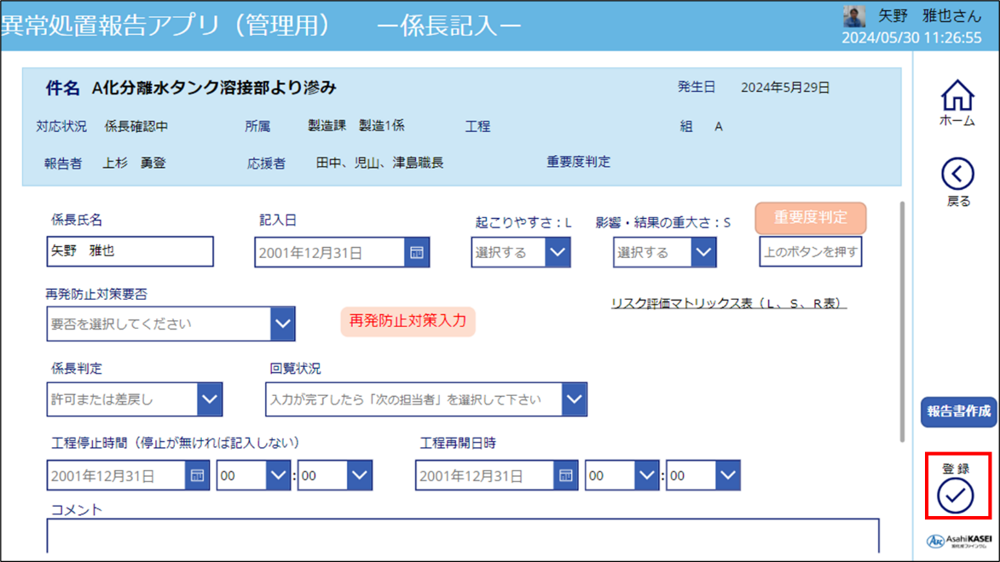 異常処置報告アプリ（管理用）　―係長記入―
矢野　雅也さん
2024/05/30 11:26:55
件名 A化分離水タンク溶接部より滲み 発生日 2024年5月29日
対応状況 係長確認中 所属 製造課　製造1係 工程 組 A
報告者 上杉　勇登 応援者 田中、児山、津島職長 重要度判定
ホーム
戻る
係長氏名 記入日 起こりやすさ：L 影響・結果の重大さ：S 重要度判定
矢野　雅也 2001年12月31日 選択する 選択する 上のボタンを押す
再発防止対策要否 リスク評価マトリックス表（Ｌ、Ｓ、Ｒ表）
要否を選択してください 再発防止対策入力
係長判定 回覧状況
許可または差戻し 入力が完了したら「次の担当者」を選択して下さい
報告書作成
工程停止時間（停止が無ければ記入しない） 工程再開日時
2001年12月31日 00 : 00 2001年12月31日 00 : 00
登録
コメント
AsahiKASEI